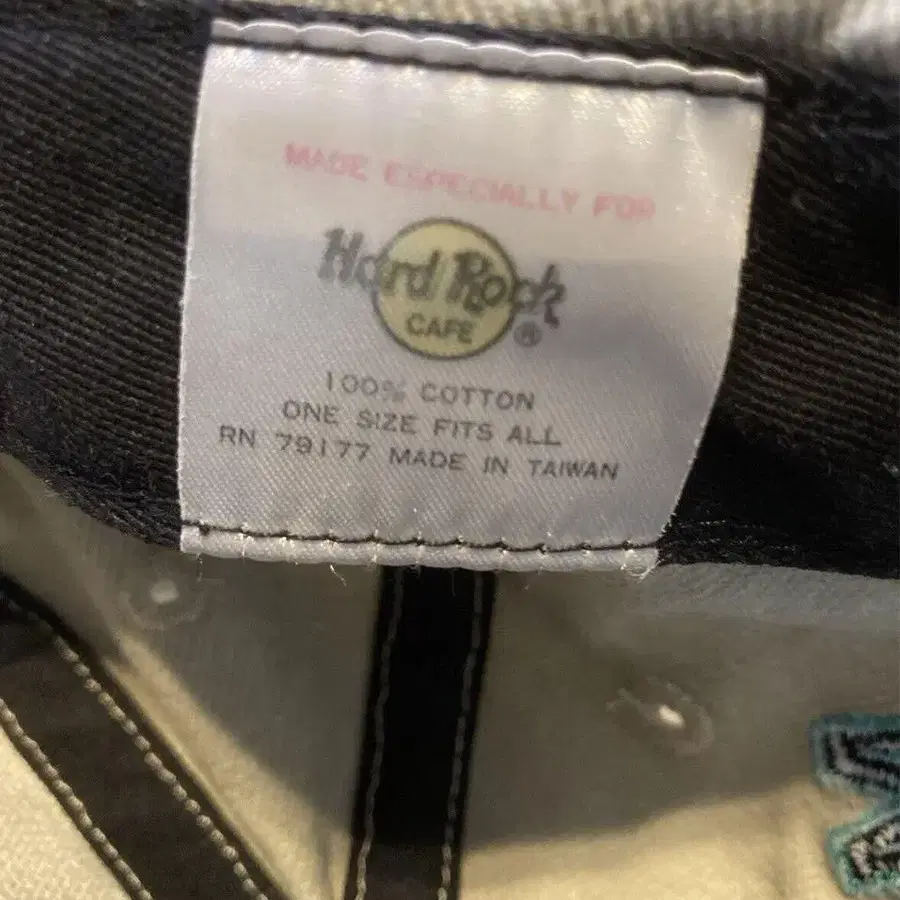 MADE ESPECIALLY FOR
Hard Rock
CAFE ®
100% COTTON
ONE SIZE FITS ALL
RN 79177 MADE IN TAIWAN